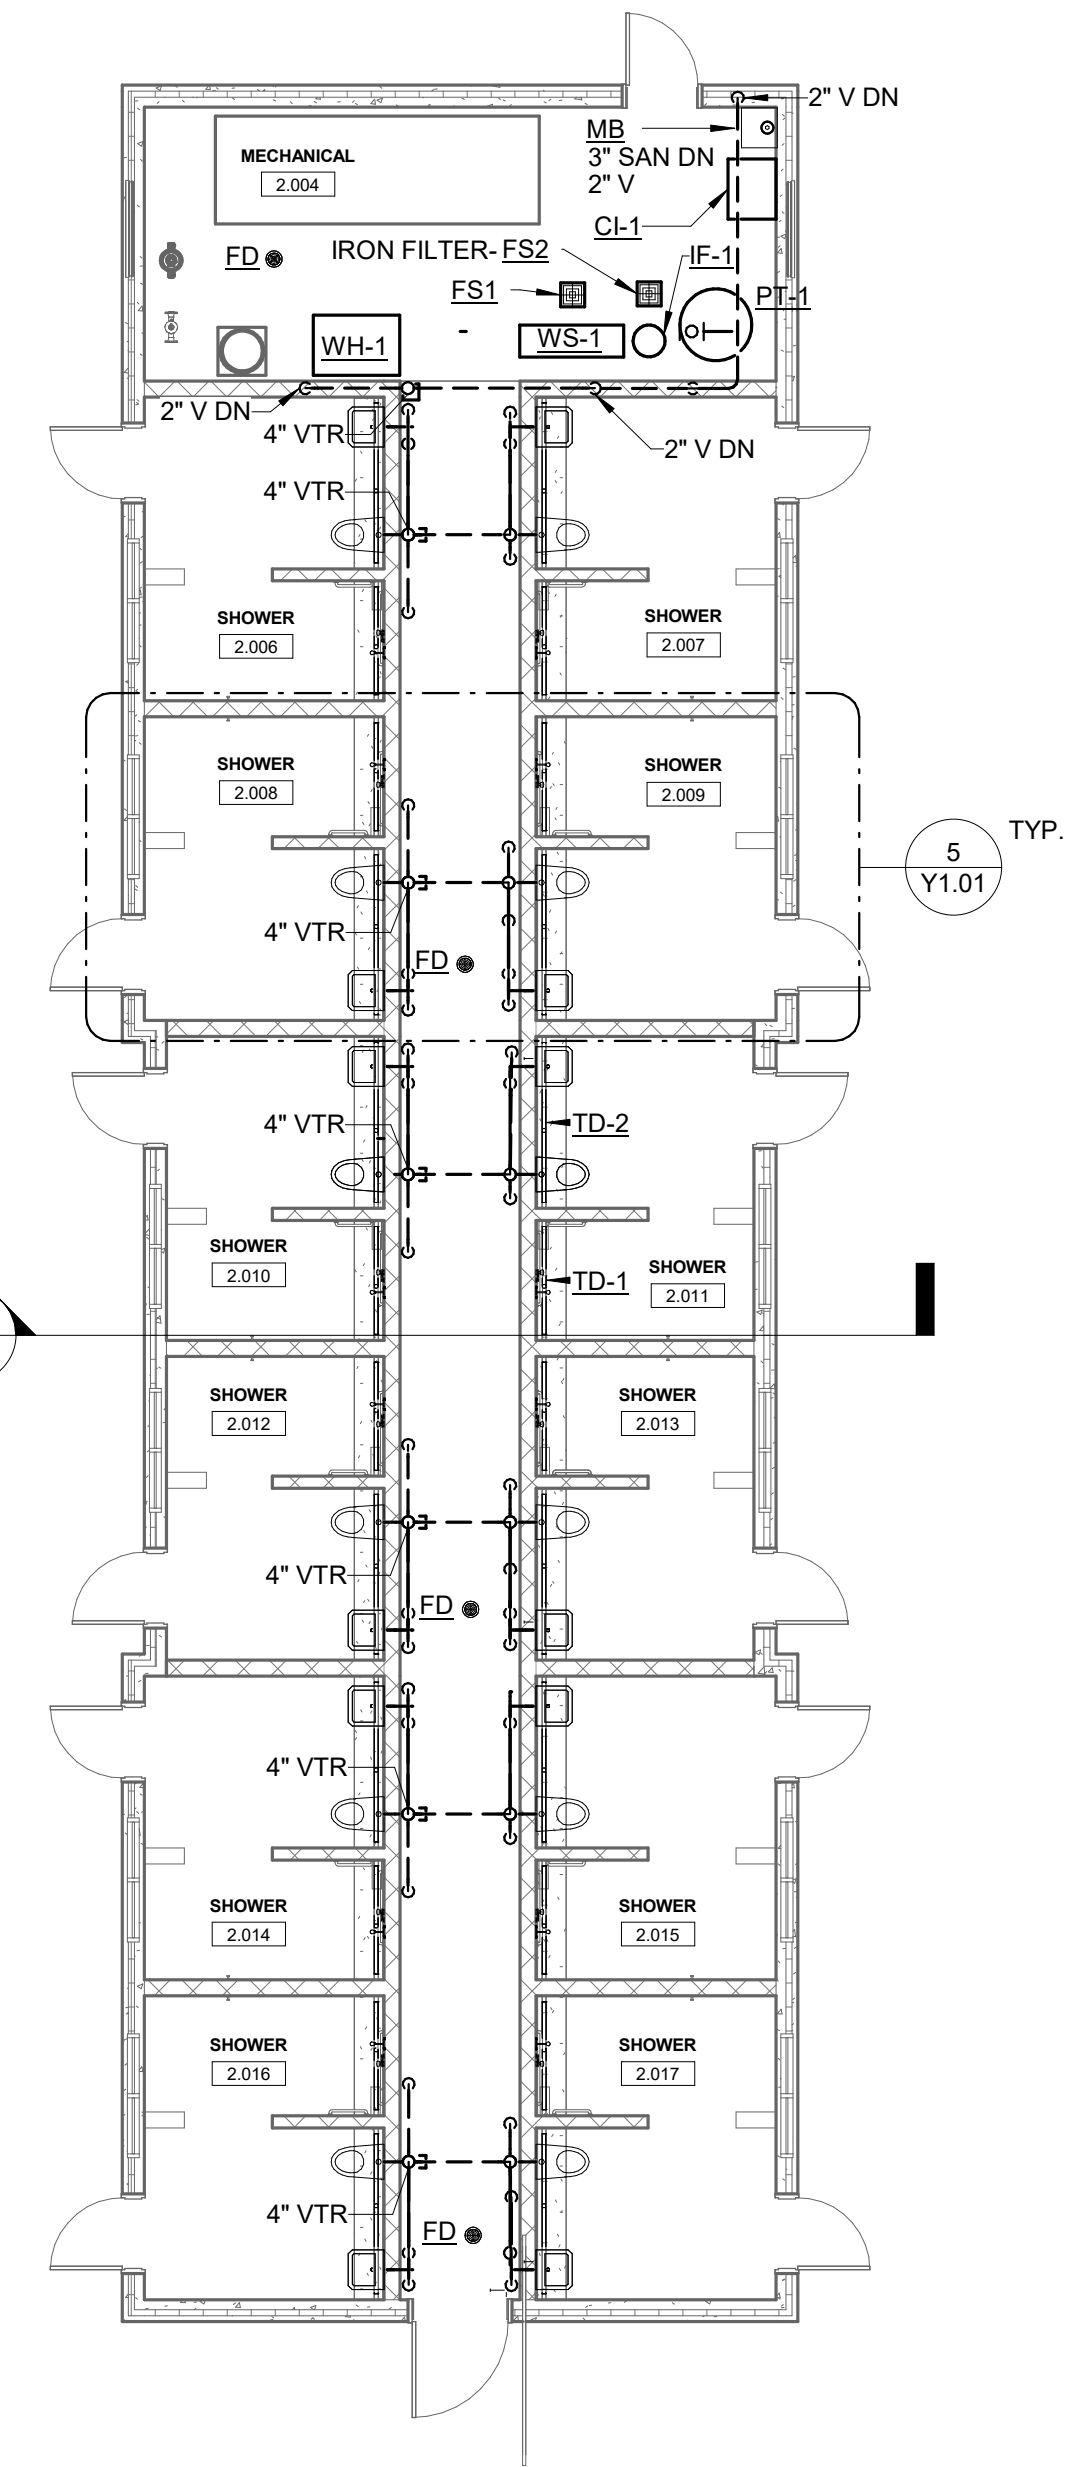 2" V DN
MB
3" SAN DN
2" V
MECHANICAL
2.004
CI-1
FD
IRON FILTER- FS2
IF-1
FS1
PT-1
WH-1
WS-1
2" V DN
4" VTR
2" V DN
4" VTR
SHOWER
2.006
SHOWER
2.007
SHOWER
2.008
SHOWER
2.009
TYP.
5
Y1.01
4" VTR
FD
4" VTR
TD-2
SHOWER
2.010
SHOWER
2.011
TD-1
SHOWER
2.012
SHOWER
2.013
4" VTR
FD
4" VTR
SHOWER
2.014
SHOWER
2.015
SHOWER
2.016
SHOWER
2.017
4" VTR
FD